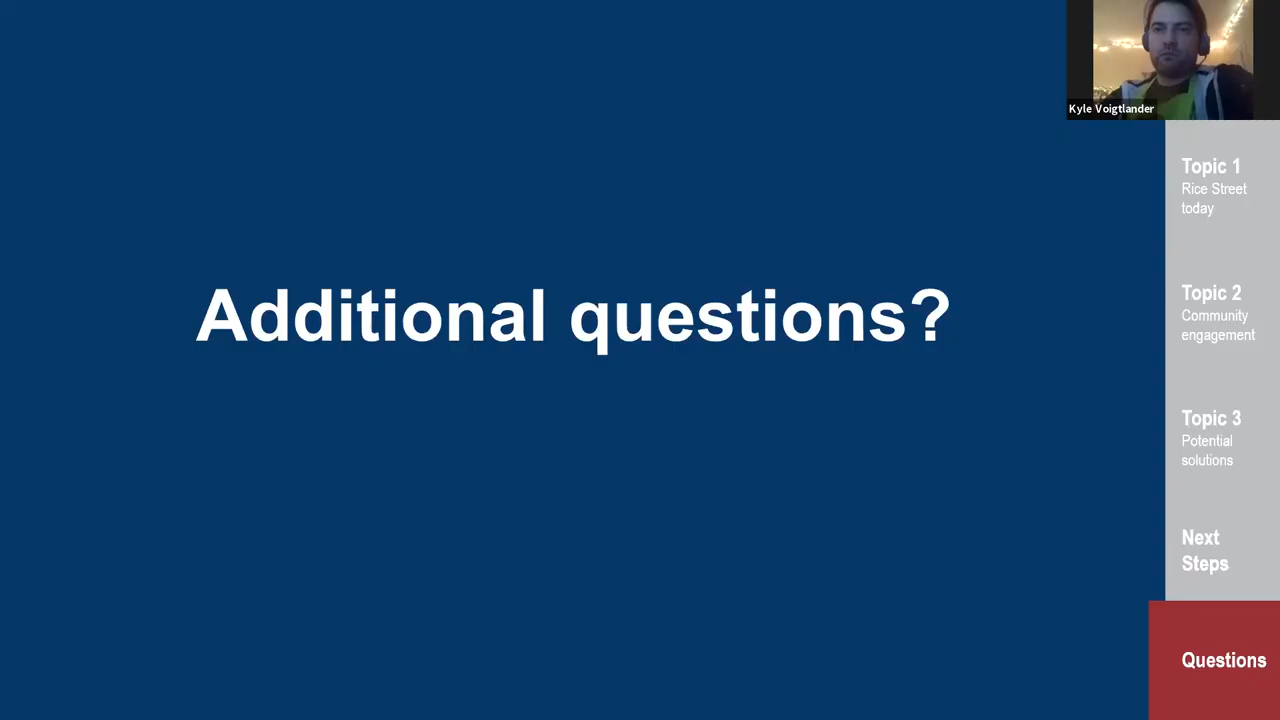 Kyle Voigtlander
Additional questions?
Topic 1
Rice Street
today
Topic 2
Community
engagement
Topic 3
Potential
solutions
Next
Steps
Questions